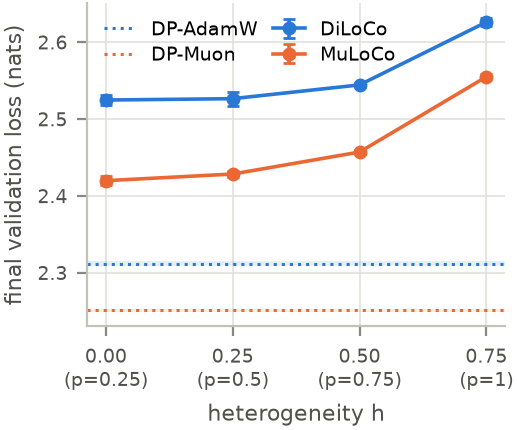 DP-AdamW
DP-Muon
DiLoCo
MuLoCo
final validation loss (nats)
2.6
2.5
2.4
2.3
0.00
(p=0.25)
0.25
(p=0.5)
0.50
(p=0.75)
0.75
(p=1)
heterogeneity h